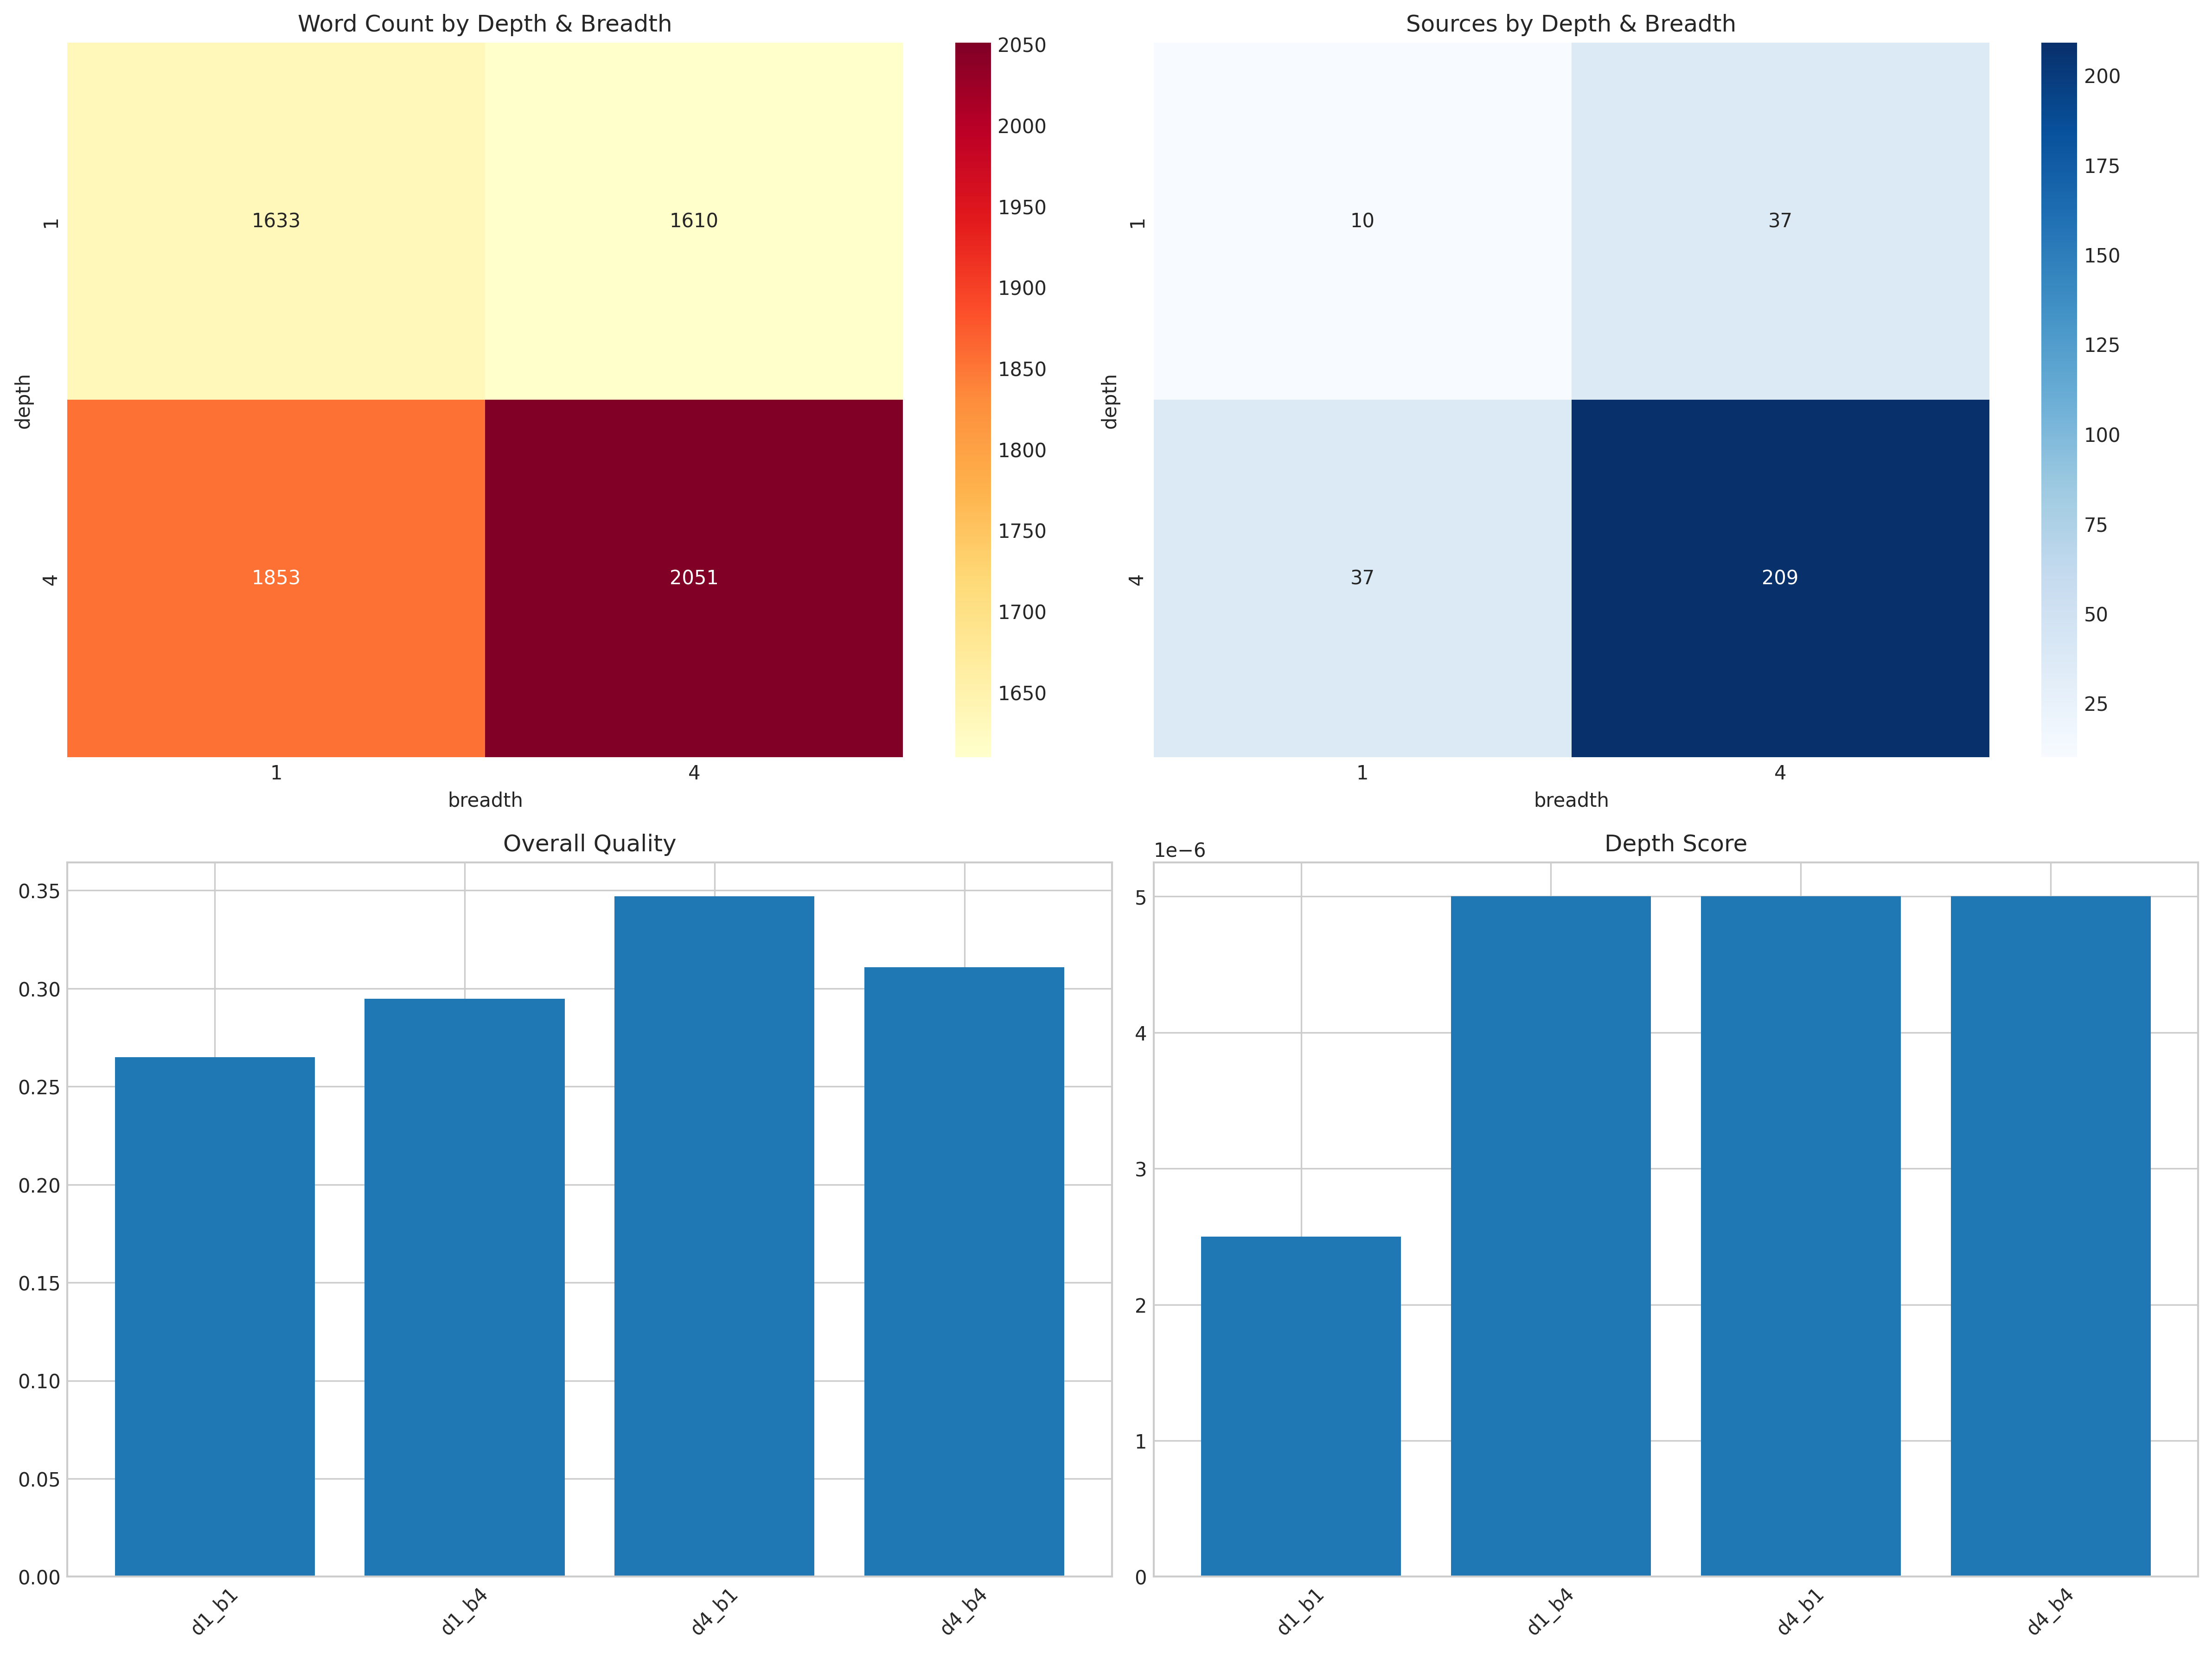 Word Count by Depth & Breadth
1633
1610
1853
2051
1
4
depth
1
4
breadth
2050
2000
1950
1900
1850
1800
1750
1700
1650
Sources by Depth & Breadth
10
37
37
209
1
4
depth
1
4
breadth
200
175
150
125
100
75
50
25
Overall Quality
0.35
0.30
0.25
0.20
0.15
0.10
0.05
0.00
d1_b1
d1_b4
d4_b1
d4_b4
Depth Score
1e−6
5
4
3
2
1
0
d1_b1
d1_b4
d4_b1
d4_b4